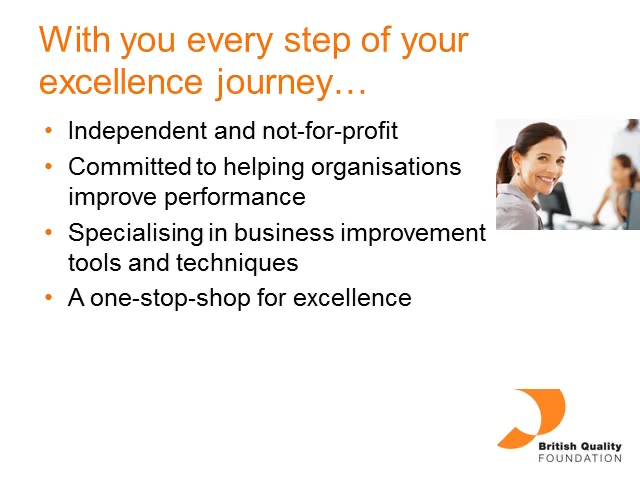 With you every step of your
excellence journey…
• Independent and not-for-profit
• Committed to helping organisations
improve performance
• Specialising in business improvement
tools and techniques
• A one-stop-shop for excellence
British Quality
FOUNDATION